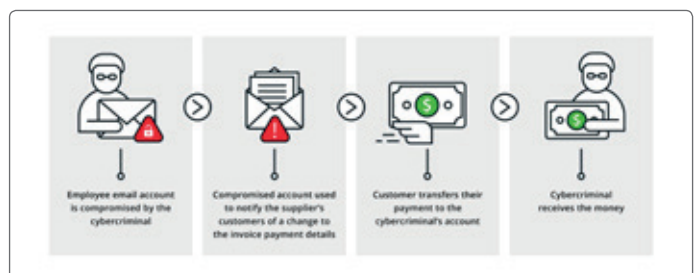 Employee email account
is compromised by the
cybercriminal
Compromised account used
to notify the supplier's
customers of a change to
the invoice payment details
Customer transfers their
payment to the
cybercriminal's account
Cybercriminal
receives the money